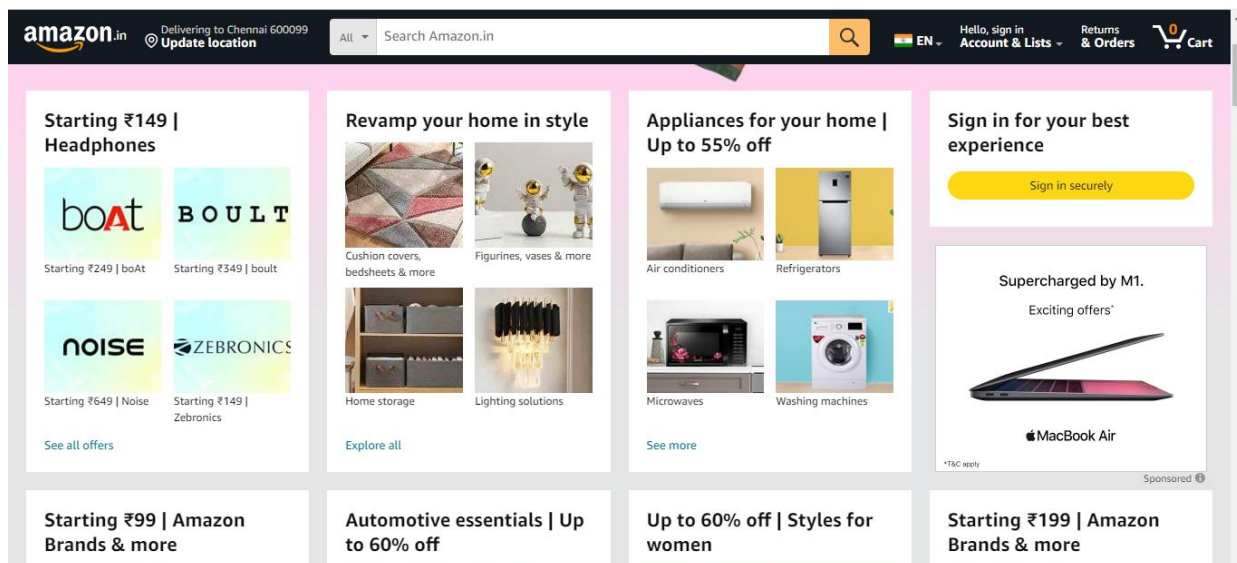 amazon.in
Delivering to Chennai 600099
Update location
All
Search Amazon.in
EN
Hello, sign in
Account & Lists
Returns
& Orders
0
Cart
Starting ₹149 |
Headphones
boAt
BOULT
Starting ₹249 | boAt
Starting ₹349 | boult
noise
ZEBRONICS
Starting ₹649 | Noise
Starting ₹149 |
Zebronics
See all offers
Revamp your home in style
Cushion covers,
bedsheets & more
Figurines, vases & more
Home storage
Lighting solutions
Explore all
Appliances for your home |
Up to 55% off
Air conditioners
Refrigerators
Microwaves
Washing machines
See more
Sign in for your best
experience
Sign in securely
Supercharged by M1.
Exciting offers*
MacBook Air
*T&C apply
Sponsored
Starting ₹99 | Amazon
Brands & more
Automotive essentials | Up
to 60% off
Up to 60% off | Styles for
women
Starting ₹199 | Amazon
Brands & more